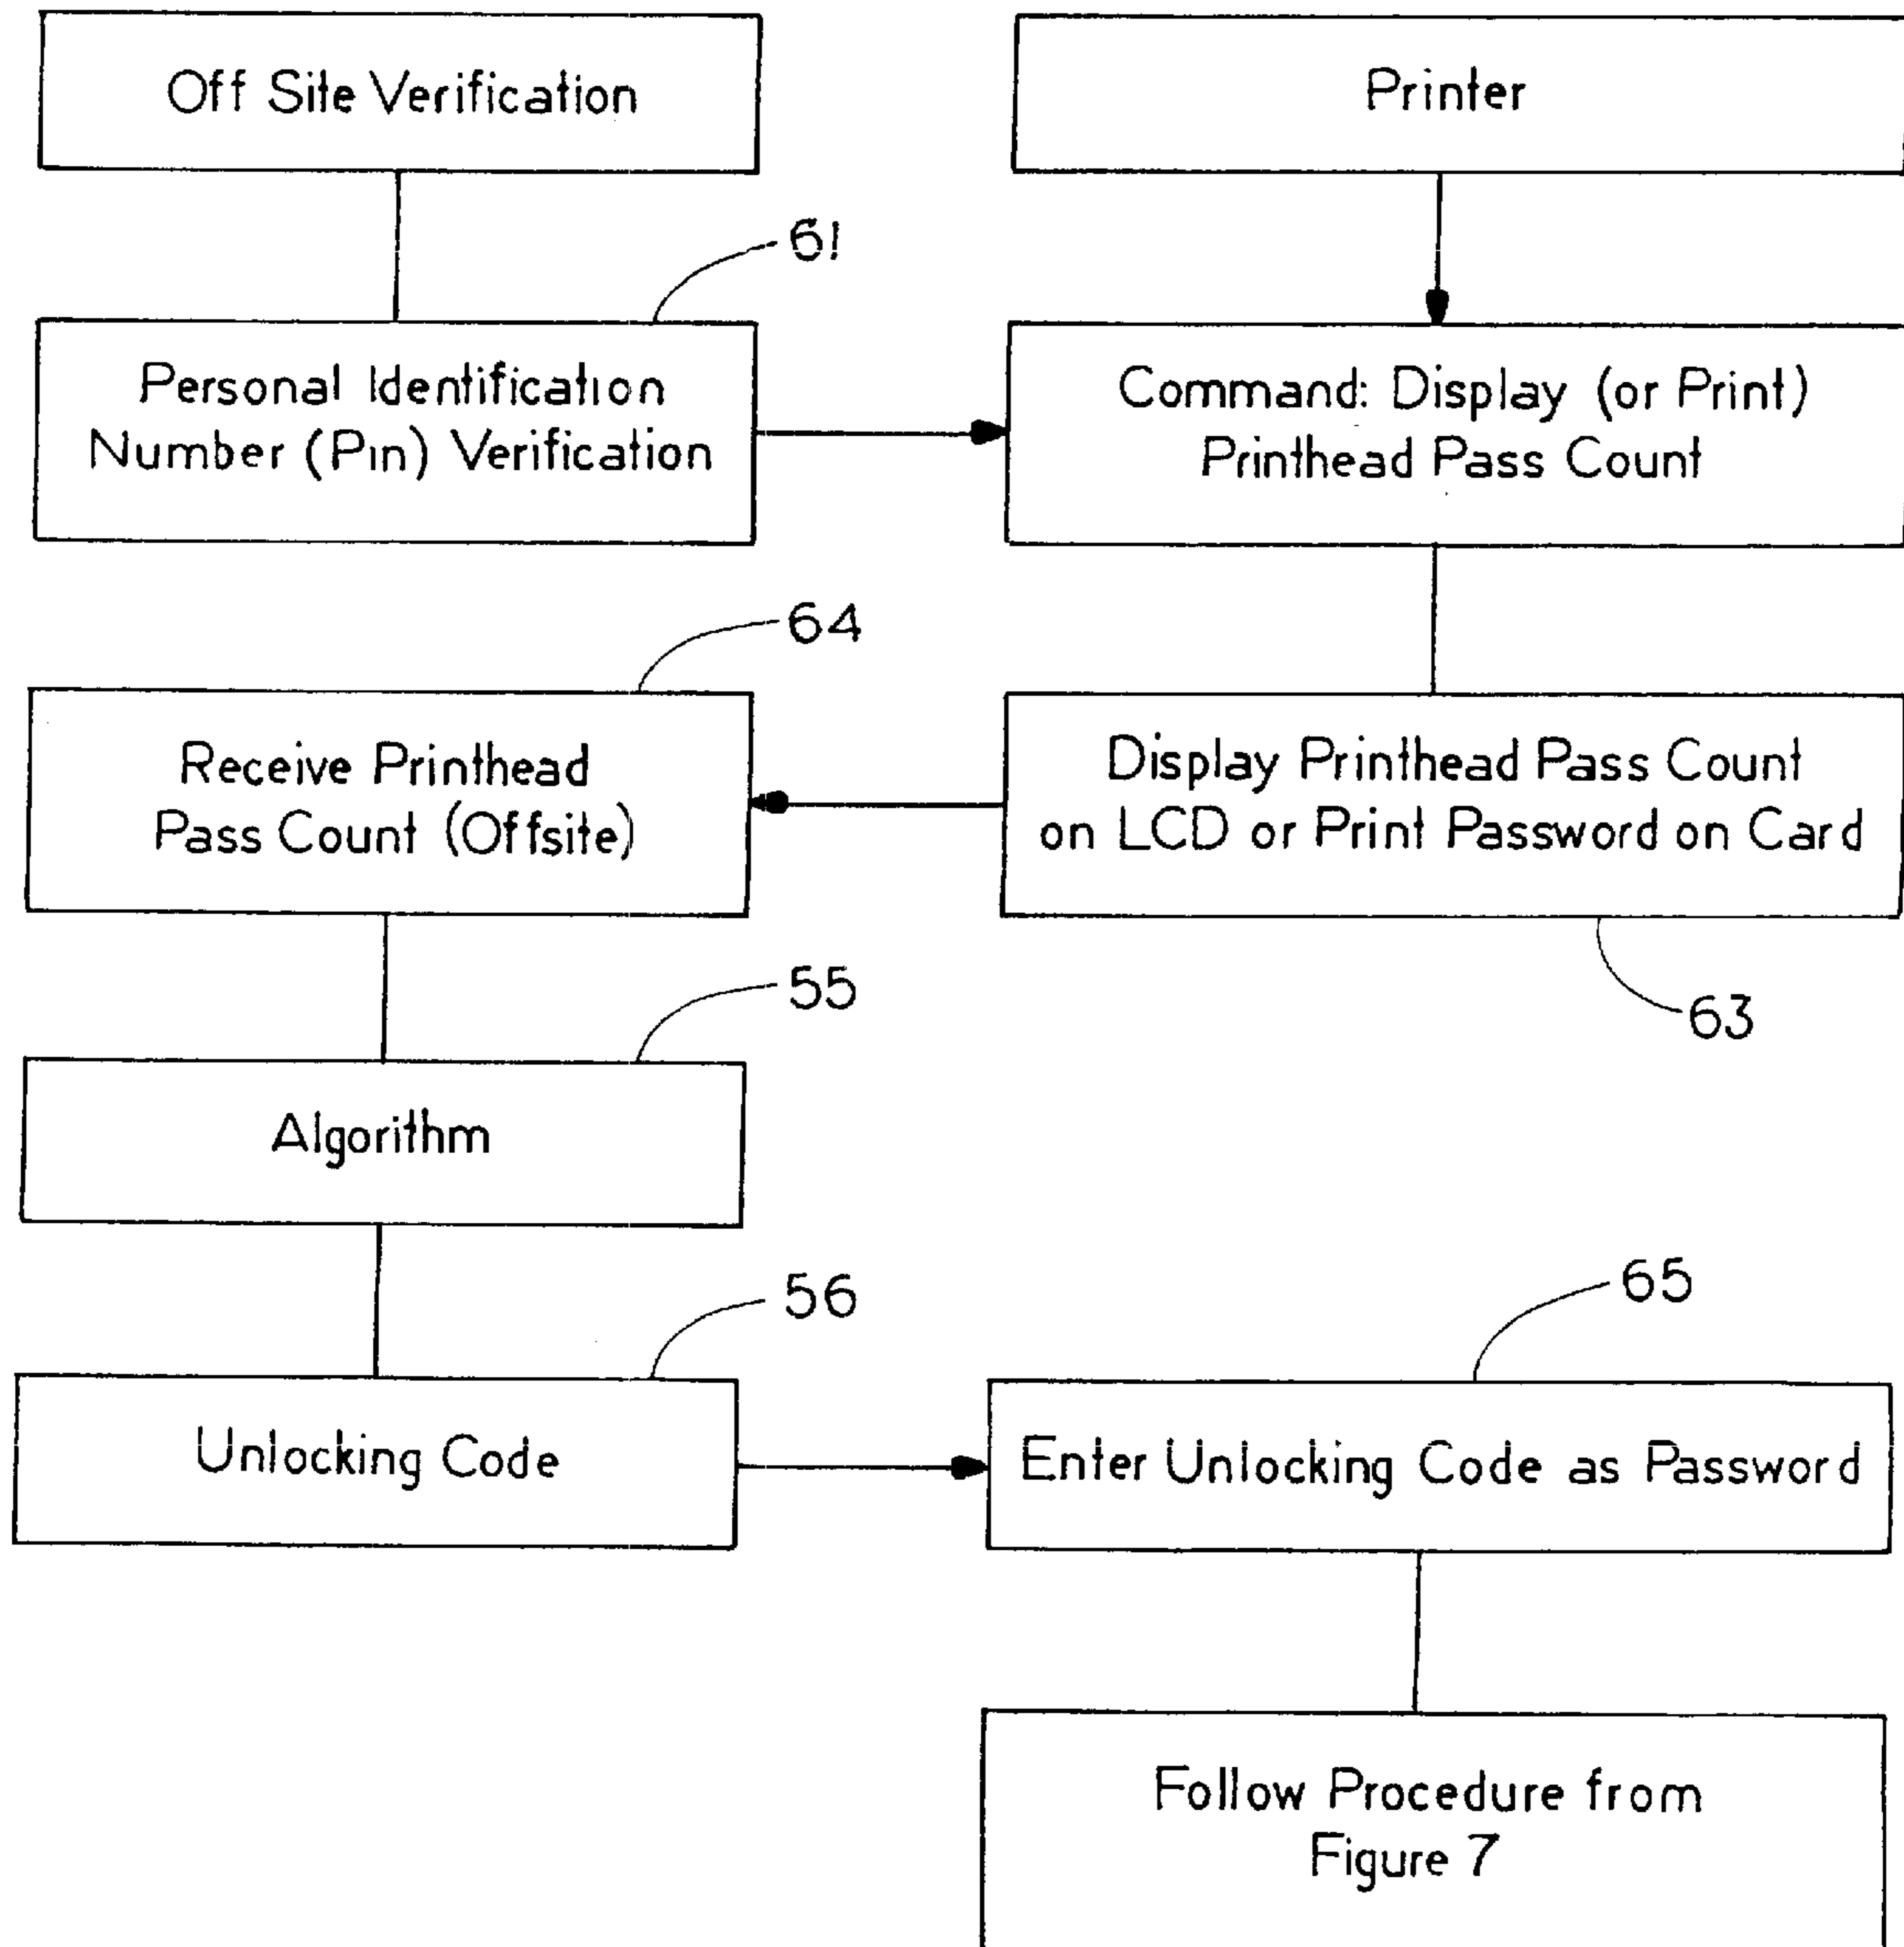 Off Site Verification
Printer
61
Personal Identification
Number (Pin) Verification
Command: Display (or Print)
Printhead Pass Count
64
Receive Printhead
Pass Count (Offsite)
Display Printhead Pass Count
on LCD or Print Password on Card
63
55
Algorithm
56
Unlocking Code
65
Enter Unlocking Code as Password
Follow Procedure from
Figure 7